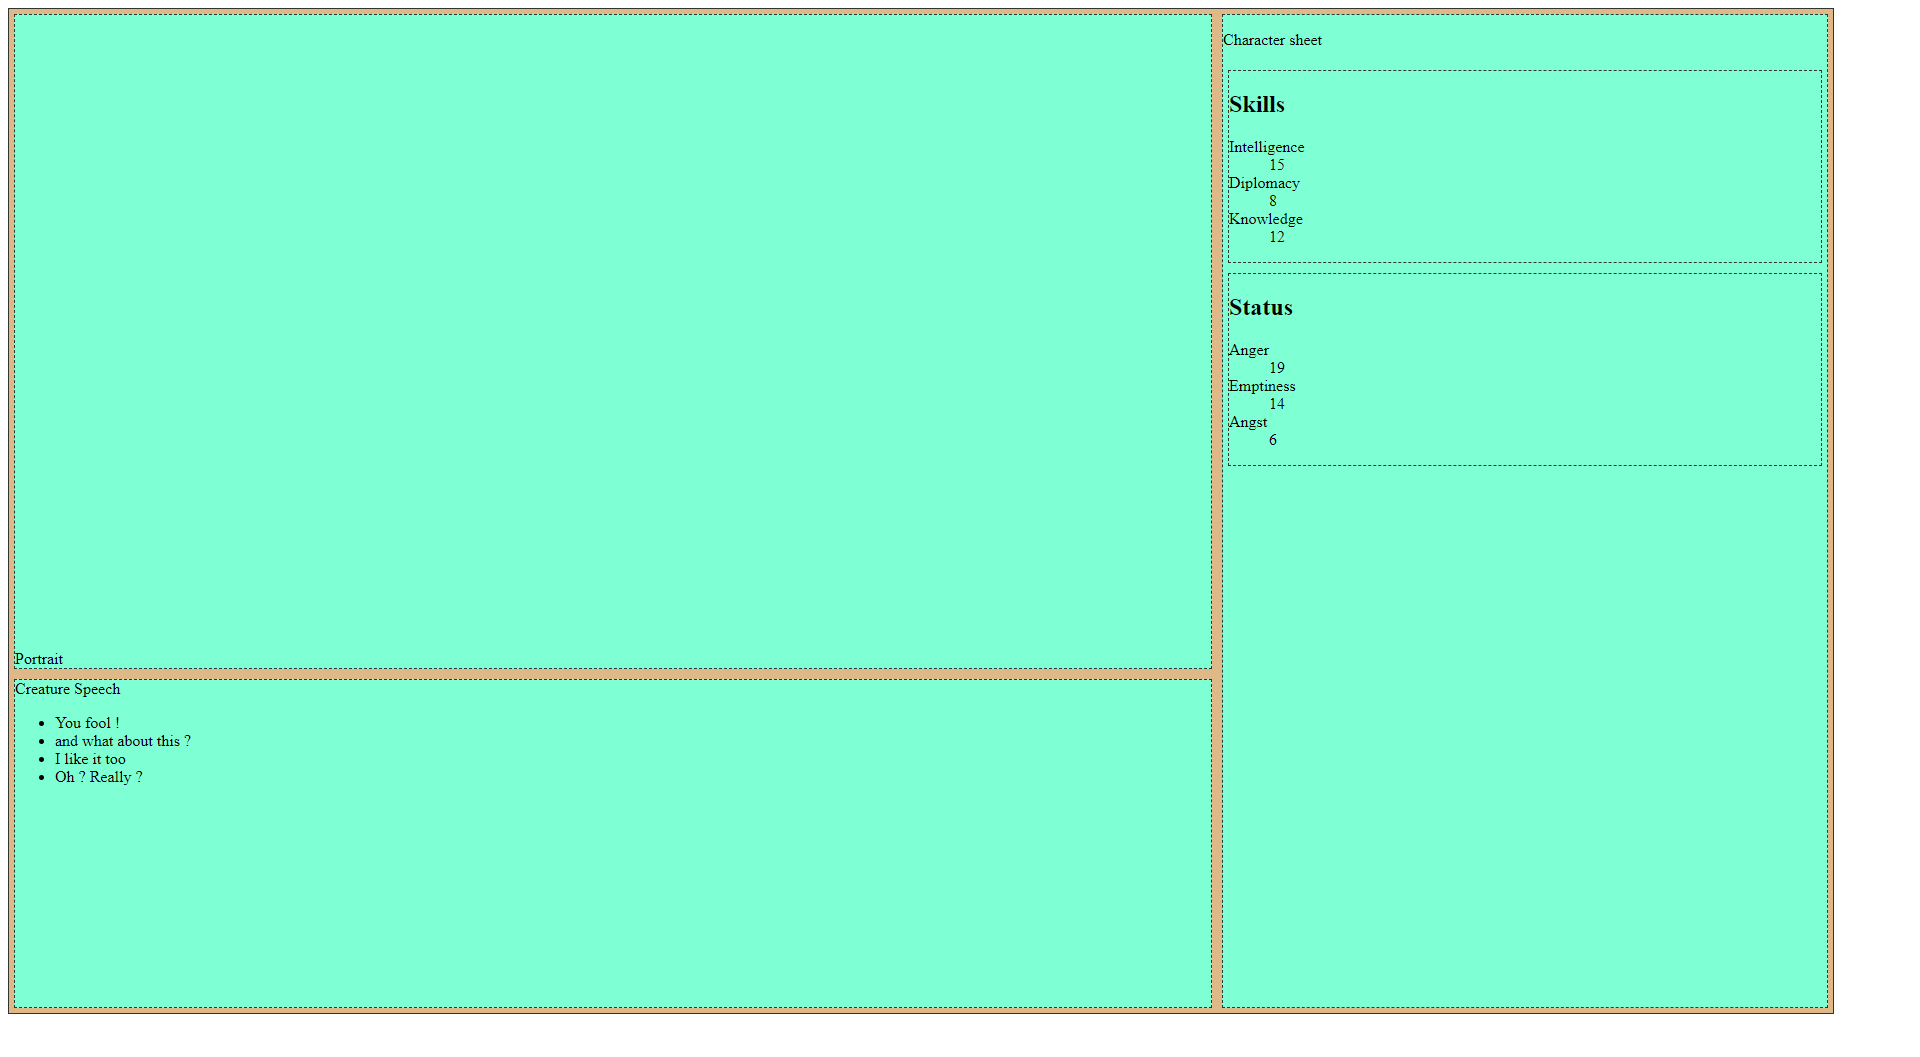 Portrait
Creature Speech
You fool !
and what about this ?
I like it too
Oh ? Really ?
Character sheet
Skills
Intelligence
15
Diplomacy
8
Knowledge
12
Status
Anger
19
Emptiness
14
Angst
6